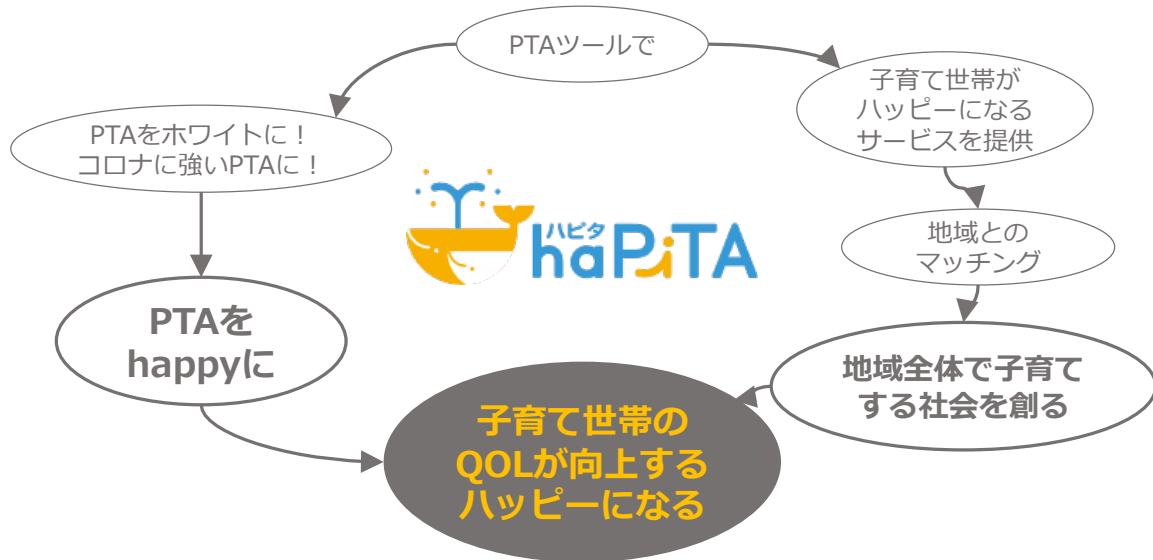 PTAツールで
PTAをホワイトに！
コロナに強いPTAに！
PTAを
happyに
子育て世帯が
ハッピーになる
サービスを提供
地域との
マッチング
地域全体で子育て
する社会を創る
ハピタ
haPiTA
子育て世帯の
QOLが向上する
ハッピーになる